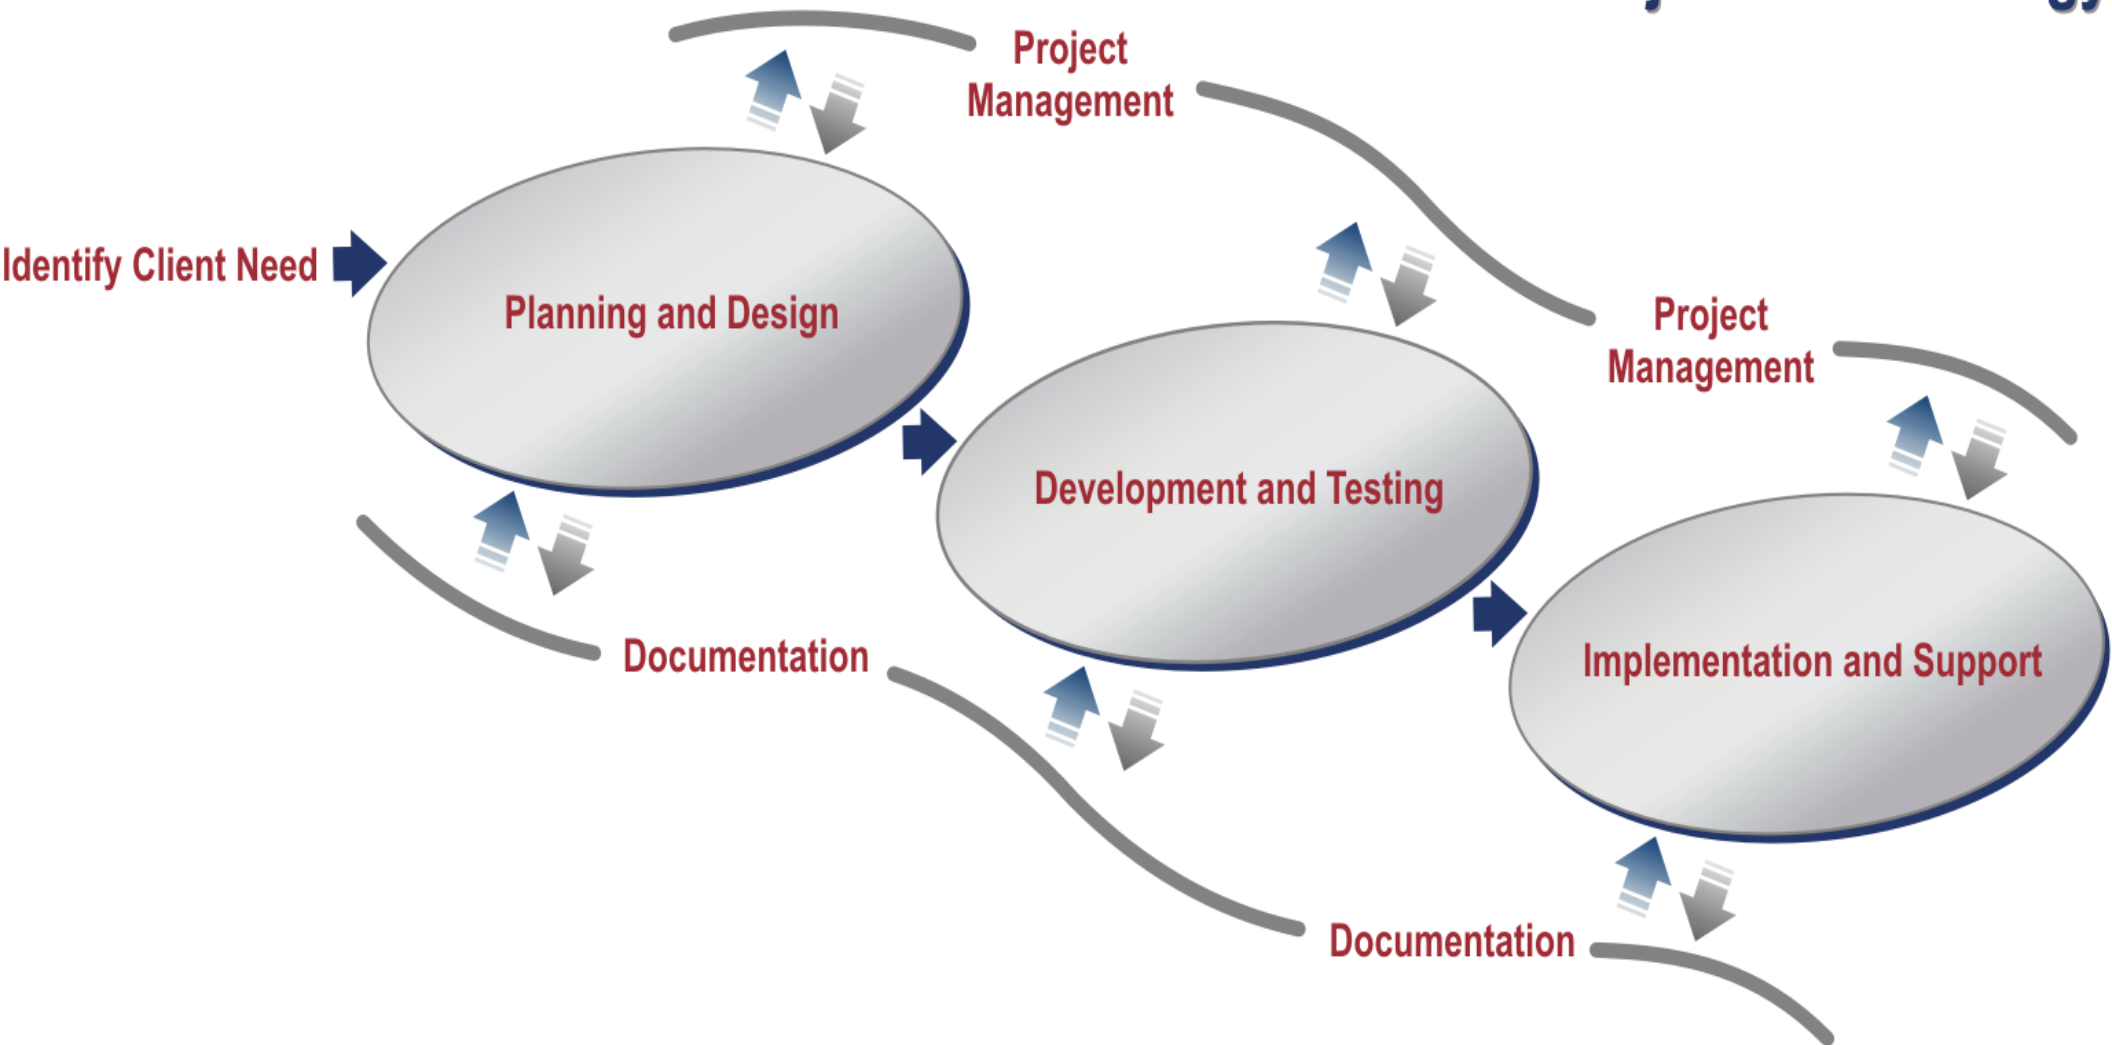 Project
Management
Identify Client Need
Planning and Design
Project
Management
Development and Testing
Documentation
Implementation and Support
Documentation